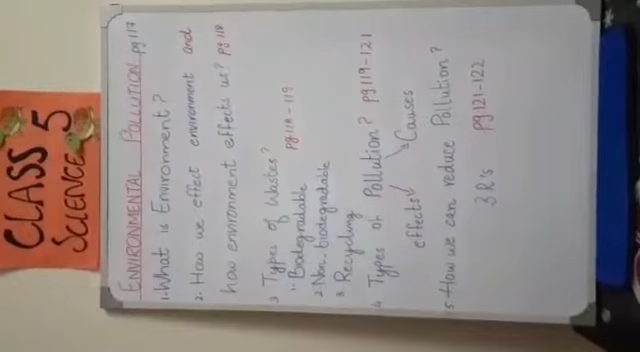 CLASS 5
SCIENCE
ENVIRONMENTAL POLLUTION pg 117
1. What is Environment?
2. How we effect environment and
how environment effects us? pg 118
3 Types of Wastes?
1. Biodegradable pg 118-119
2 Non-biodegradable
3. Recycling
4. Types of Pollution? pg 119-121
effects Causes
5. How we can reduce Pollution?
3R's pg 121-122